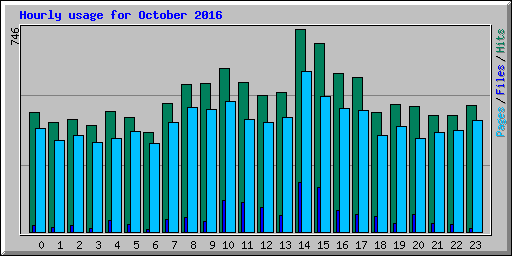 Hourly usage for October 2016
746
Pages/Files/Hits
0 1 2 3 4 5 6 7 8 9 10 11 12 13 14 15 16 17 18 19 20 21 22 23